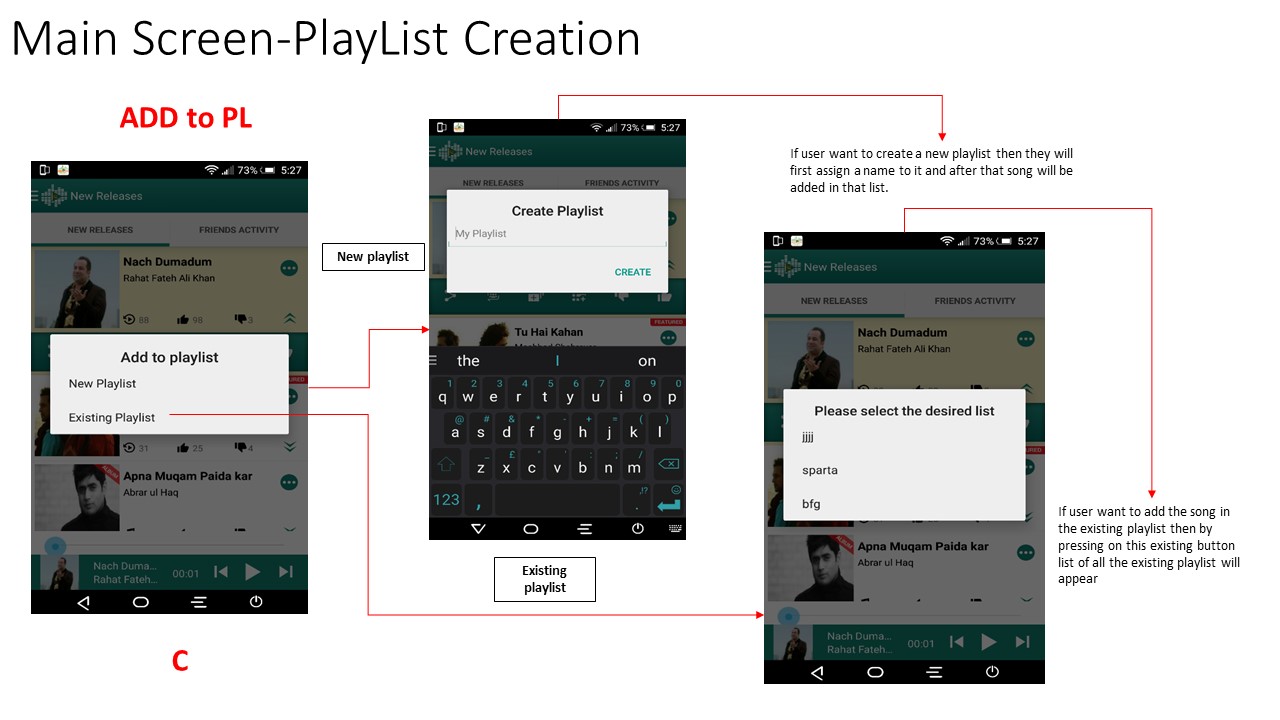 Main Screen-PlayList Creation
ADD to PL
73% 5:27
New Releases
NEW RELEASES FRIENDS ACTIVITY
Nach Dumadum
Rahat Fateh Ali Khan
88 98 3
Add to playlist
New Playlist
Existing Playlist
31 25 4
ALBUM
Apna Muqam Paida kar
Abrar ul Haq
Nach Duma...
Rahat Fateh...
00:01
C
New playlist
73% 5:27
New Releases
NEW RELEASES FRIENDS ACTIVITY
Create Playlist
My Playlist
CREATE
FEATURED
Tu Hai Kahan
the I on
1 2 3 4 5 6 7 8 9 0
q w e r t y u i o p
@ # & * - + = ( )
a s d f g h j k l
_ £ " ' : ; /
z x c v b n m
123 , ,!? .
Existing
playlist
If user want to create a new playlist then they will
first assign a name to it and after that song will be
added in that list.
73% 5:27
New Releases
NEW RELEASES FRIENDS ACTIVITY
Nach Dumadum
Rahat Fateh Ali Khan
Please select the desired list
jjjj
sparta
bfg
ALBUM
Apna Muqam Paida kar
Abrar ul Haq
Nach Duma...
Rahat Fateh...
00:01
If user want to add the song in
the existing playlist then by
pressing on this existing button
list of all the existing playlist will
appear